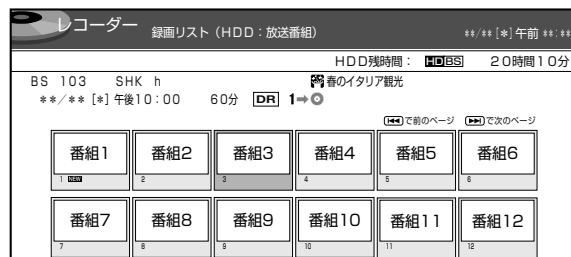 レコーダー 録画リスト（HDD：放送番組） **/** [*] 午前 **:**
HDD残時間： HD BS 20時間10分
BS 103 SHK h 春のイタリア観光
**/** [*] 午後10:00 60分 DR 1➡
で前のページ で次のページ
番組1 番組2 番組3 番組4 番組5 番組6
1 NEW 2 3 4 5 6
番組7 番組8 番組9 番組10 番組11 番組12
7 8 9 10 11 12